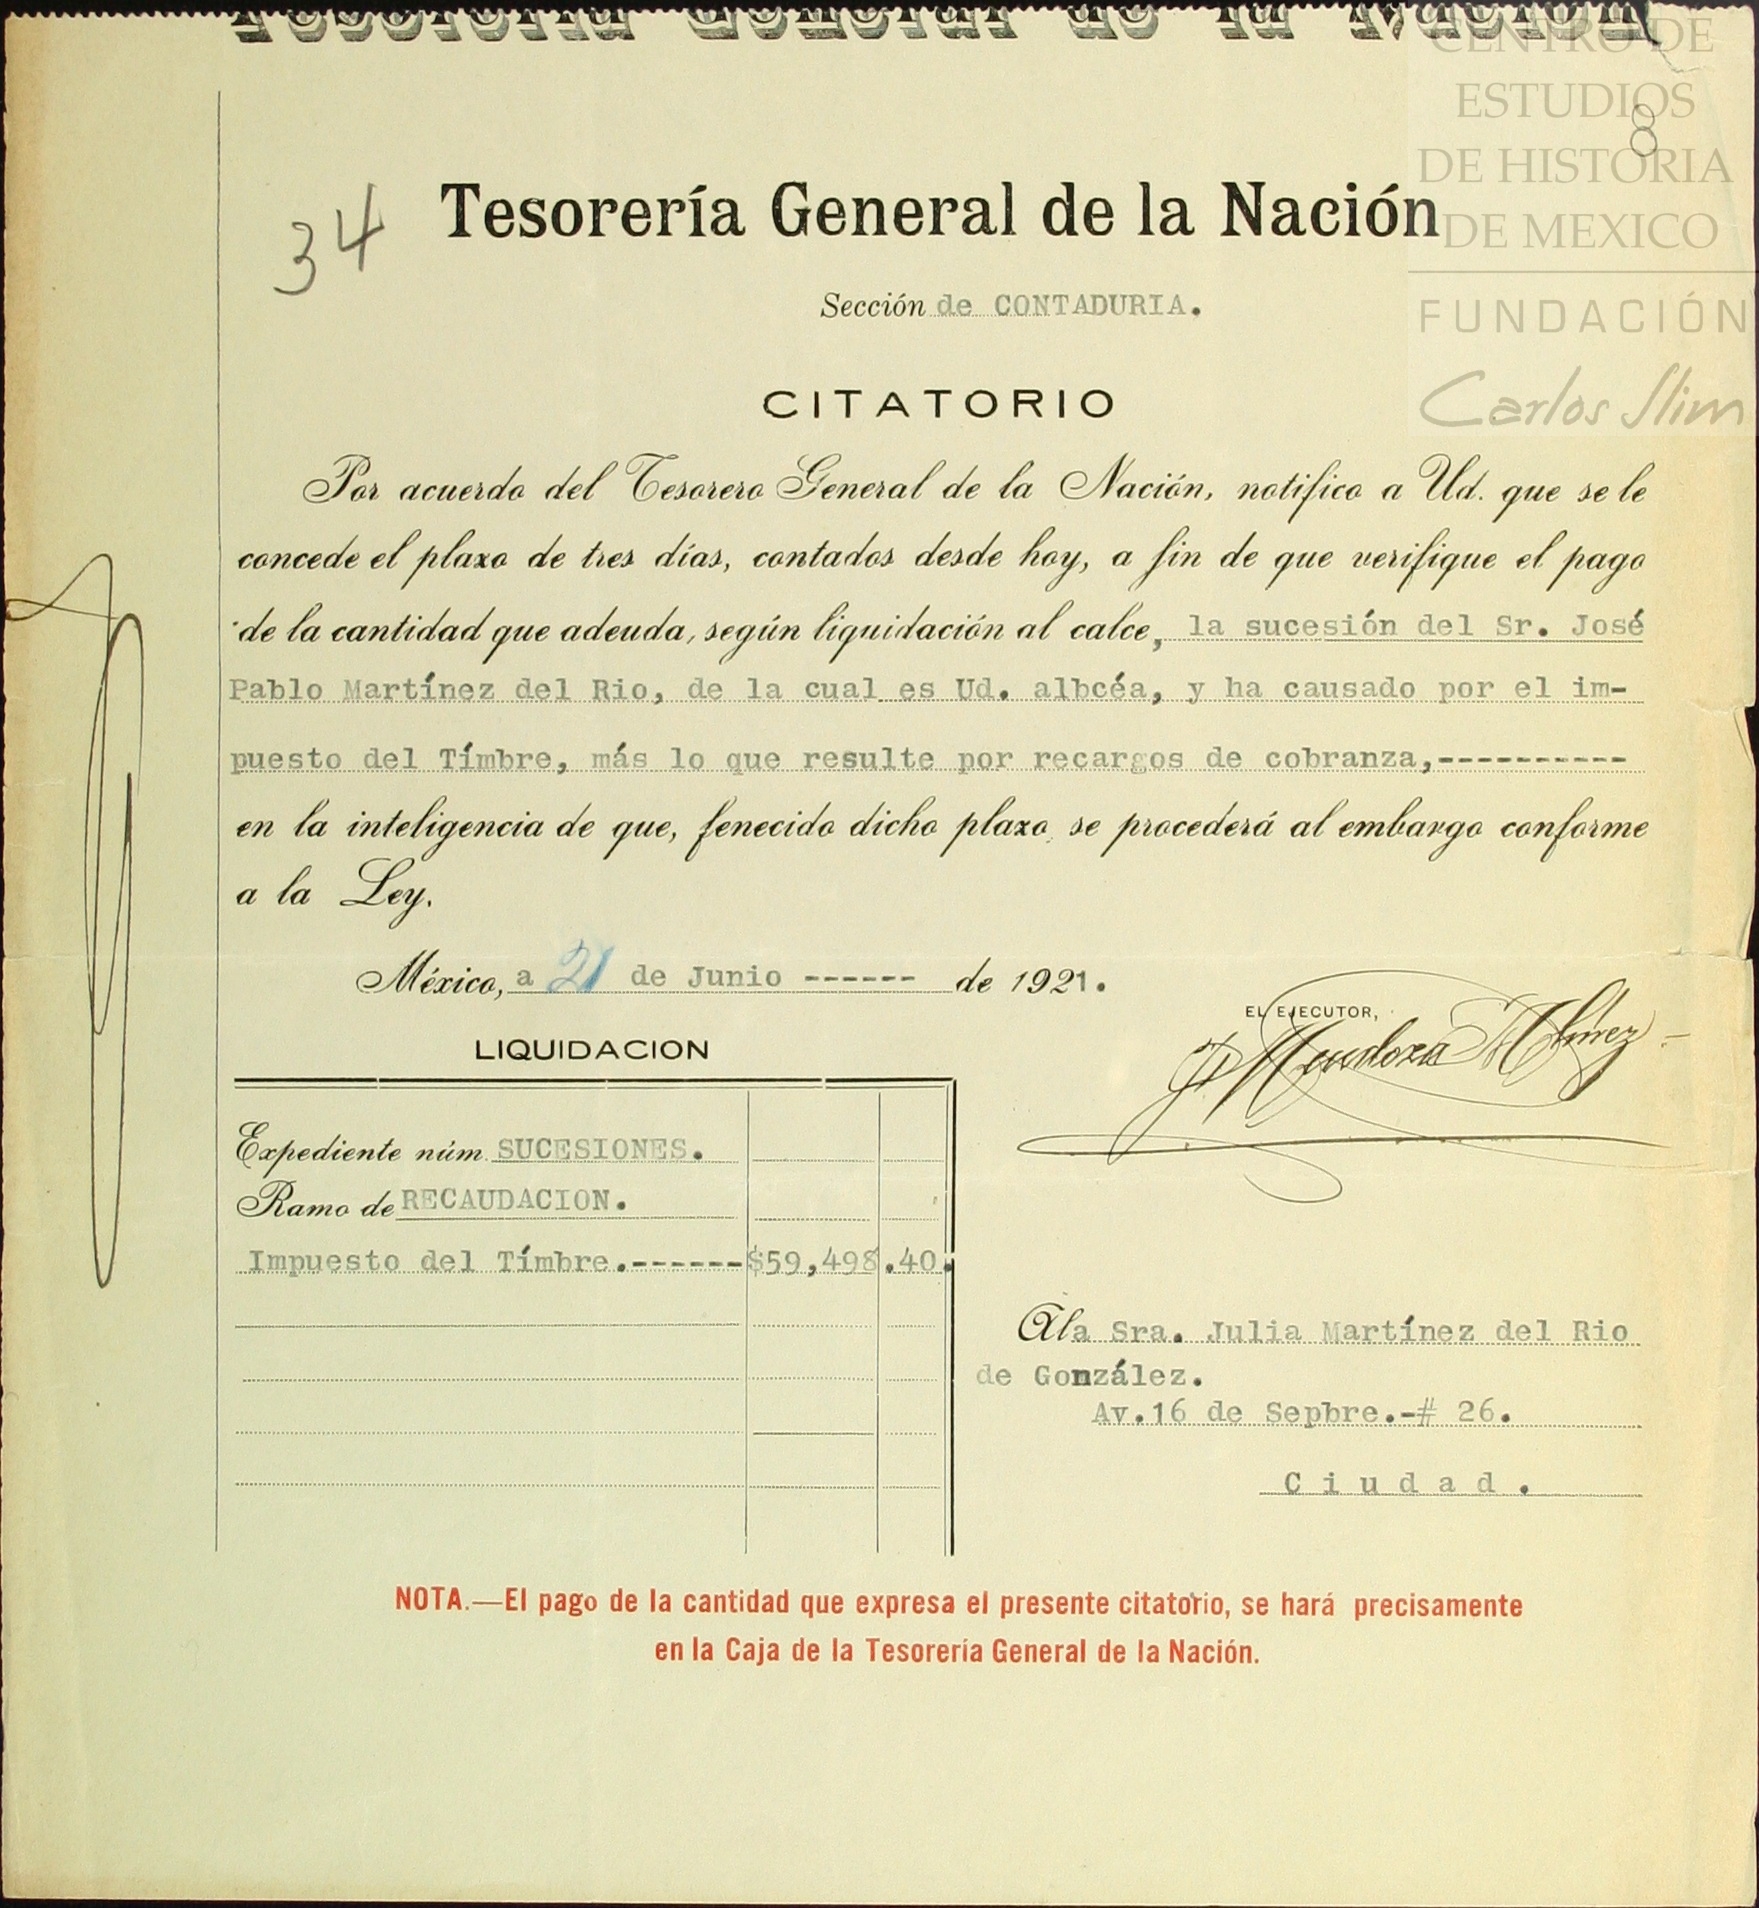 Tesorería General de la Nación
CENTRO DE
ESTUDIOS
DE HISTORIA
DE MEXICO
FUNDACIÓN
Carlos Slim
8
34
Tesorería General de la Nación
Sección de CONTADURIA.
CITATORIO
Por acuerdo del Tesorero General de la Nación, notifico a Ud. que se le
concede el plazo de tres días, contados desde hoy, a fin de que verifique el pago
de la cantidad que adeuda, según liquidación al calce, la sucesión del Sr. José
Pablo Martínez del Rio, de la cual es Ud. albcéa, y ha causado por el im-
puesto del Tímbre, más lo que resulte por recargos de cobranza,----------
en la inteligencia de que, fenecido dicho plazo, se procederá al embargo conforme
a la Ley.
México, a 21 de Junio ------ de 1921.
EL EJECUTOR,
Mendoza
LIQUIDACION
Expediente núm. SUCESIONES.
Ramo de RECAUDACION.
Impuesto del Tímbre.------$59,498.40.
A la Sra. Julia Martínez del Rio
de González.
Av.16 de Sepbre.-# 26.
Ciudad.
NOTA.—El pago de la cantidad que expresa el presente citatorio, se hará precisamente
en la Caja de la Tesorería General de la Nación.